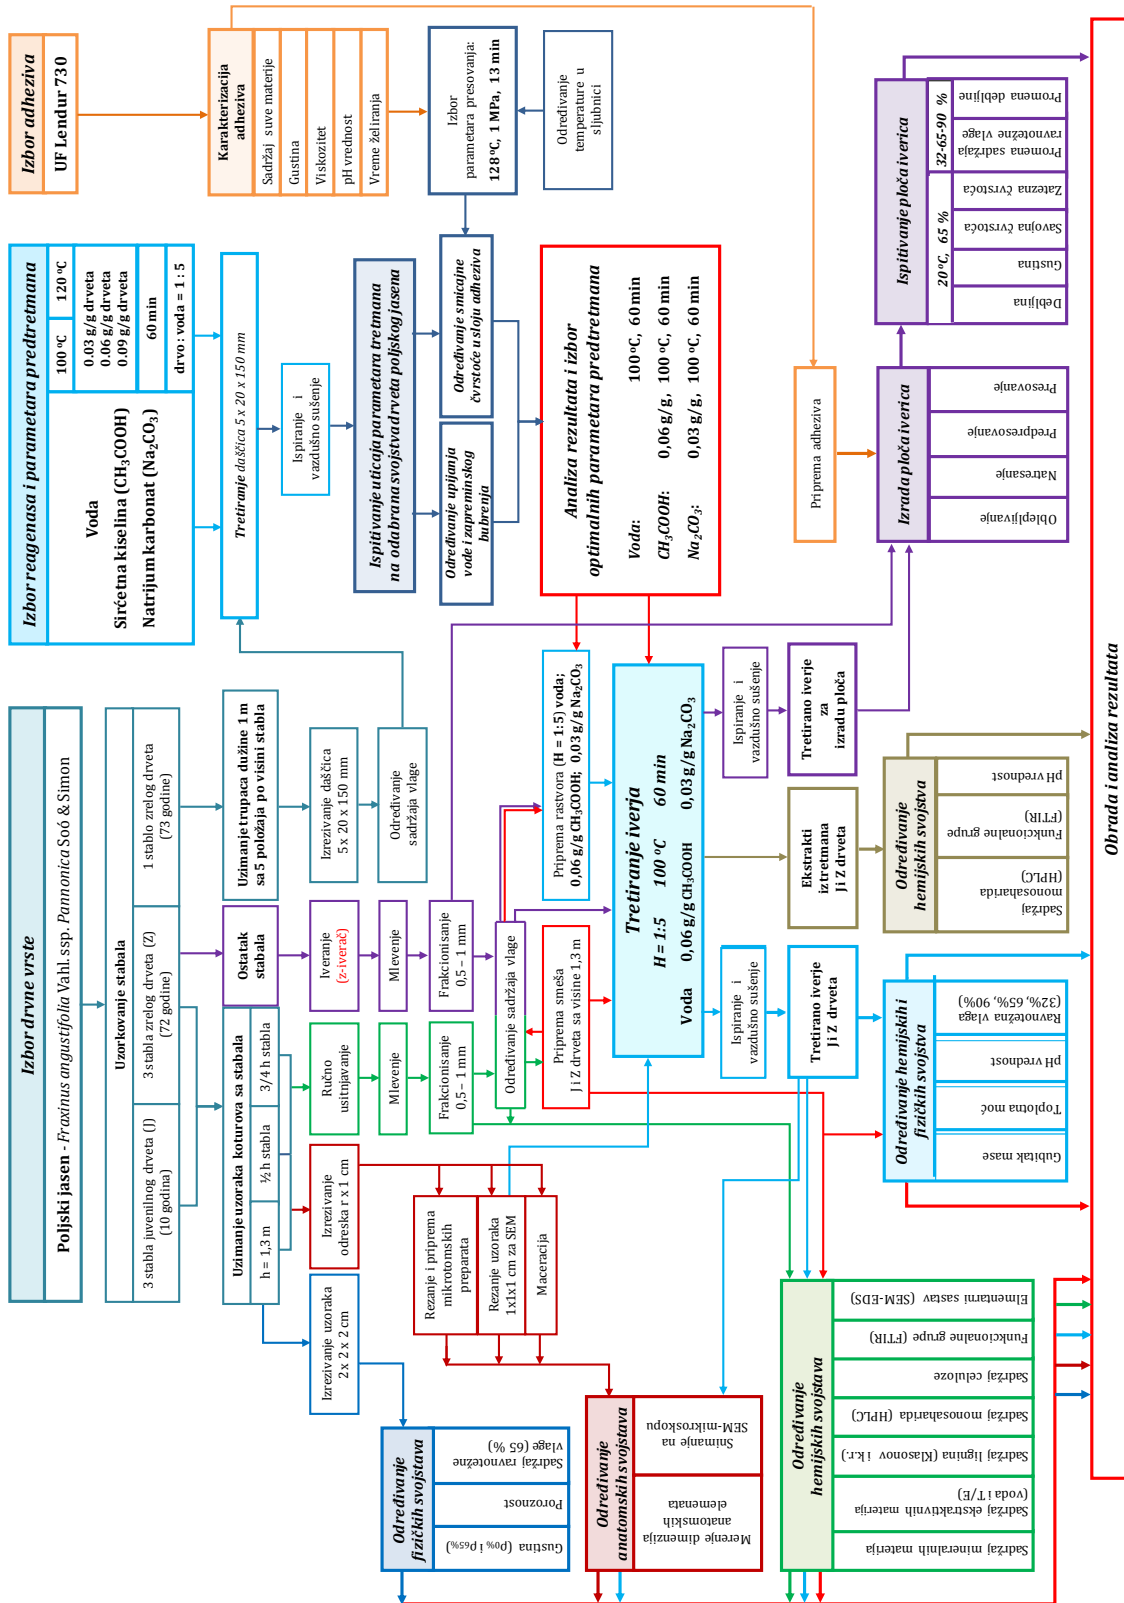 Izbor drvne vrste
Poljski jasen - Fraxinus angustifolia Vahl. ssp. Pannonica Soó & Simon
Uzorkovanje stabala
3 stabla juvenilnog drveta (J)
(10 godina)
3 stabla zrelog drveta (Z)
(72 godine)
1 stablo zrelog drveta
(73 godine)
Uzimanje uzoraka koturova sa stabala
h = 1,3 m
½ h stabla
3/4 h stabla
Ostatak
stabala
Uzimanje trupaca dužine 1 m
sa 5 položaja po visini stabla
Izrezivanje uzoraka
2 x 2 x 2 cm
Izrezivanje
odreska r x 1 cm
Ručno
usitnjavanje
Iveranje
(z-iverač)
Izrezivanje daščica
5 x 20 x 150 mm
Mlevenje
Mlevenje
Određivanje
sadržaja vlage
Frakcionisanje
0,5 – 1 mm
Frakcionisanje
0,5 – 1 mm
Rezanje i priprema
mikrotomskih
preparata
Rezanje uzoraka
1x1x1 cm za SEM
Maceracija
Određivanje sadržaja vlage
Priprema smeša
J i Z drveta sa visine 1,3 m
Izbor reagenasa i parametara predtretmana
Voda
Sirćetna kiselina (CH₃COOH)
Natrijum karbonat (Na₂CO₃)
100 ºC
120 ºC
0.03 g/g drveta
0.06 g/g drveta
0.09 g/g drveta
60 min
drvo : voda = 1 : 5
Tretiranje daščica 5 x 20 x 150 mm
Ispiranje i
vazdušno sušenje
Ispitivanje uticaja parametara tretmana
na odabrana svojstva drveta poljskog jasena
Određivanje upijanja
vode i zapreminskog
bubrenja
Određivanje smicajne
čvrstoće u sloju adheziva
Analiza rezultata i izbor
optimalnih parametara predtretmana
Voda: 100 ºC, 60 min
CH₃COOH: 0,06 g/g, 100 ºC, 60 min
Na₂CO₃: 0,03 g/g, 100 ºC, 60 min
Izbor adheziva
UF Lendur 730
Karakterizacija
adheziva
Sadržaj suve materije
Gustina
Viskozitet
pH vrednost
Vreme želiranja
Izbor
parametara presovanja:
128 ºC, 1 MPa, 13 min
Određivanje
temperature u
sljubnici
Priprema rastvora (H = 1:5) voda;
0,06 g/g CH₃COOH; 0,03 g/g Na₂CO₃
Tretiranje iverja
H = 1:5 100 ºC 60 min
Voda 0,06 g/g CH₃COOH 0,03 g/g Na₂CO₃
Ispiranje i
vazdušno sušenje
Ispiranje i
vazdušno sušenje
Tretirano iverje
J i Z drveta
Ekstrakti
iz tretmana
J i Z drveta
Tretirano iverje
za
izradu ploča
Priprema adheziva
Izrada ploča iverica
Oblepljivanje
Natresanje
Predpresovanje
Presovanje
Ispitivanje ploča iverica
20 ºC, 65 %
32-65-90 %
Debljina
Gustina
Savojna čvrstoća
Zatezna čvrstoća
Promena sadržaja
ravnotežne vlage
Promena debljine
Određivanje
fizičkih svojstava
Gustina (ρ0% i ρ65%)
Poroznost
Sadržaj ravnotežne
vlage (65 %)
Određivanje
anatomskih svojstava
Merenje dimenzija
anatomskih
elemenata
Snimanje na
SEM-mikroskopu
Određivanje
hemijskih svojstava
Sadržaj mineralnih materija
Sadržaj ekstraktivnih materija
(voda i T/E)
Sadržaj lignina (Klasonov i k.r.)
Sadržaj monosaharida (HPLC)
Sadržaj celuloze
Funkcionalne grupe (FTIR)
Elmentarni sastav (SEM-EDS)
Određivanje hemijskih i
fizičkih svojstva
Gubitak mase
Toplotna moć
pH vrednost
Ravnotežna vlaga
(32%, 65%, 90%)
Određivanje
hemijskih svojstva
Sadržaj
monosaharida
(HPLC)
Funkcionalne grupe
(FTIR)
pH vrednost
Obrada i analiza rezultata